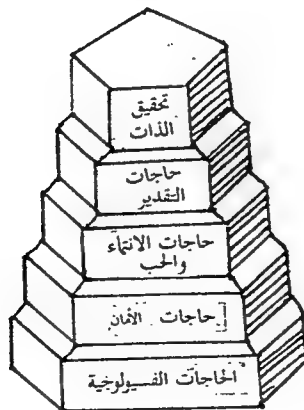 تحقيق
الذات
حاجات
التقدير
حاجات الانتماء
والحب
حاجات الأمان
الحاجات الفسيولوجية